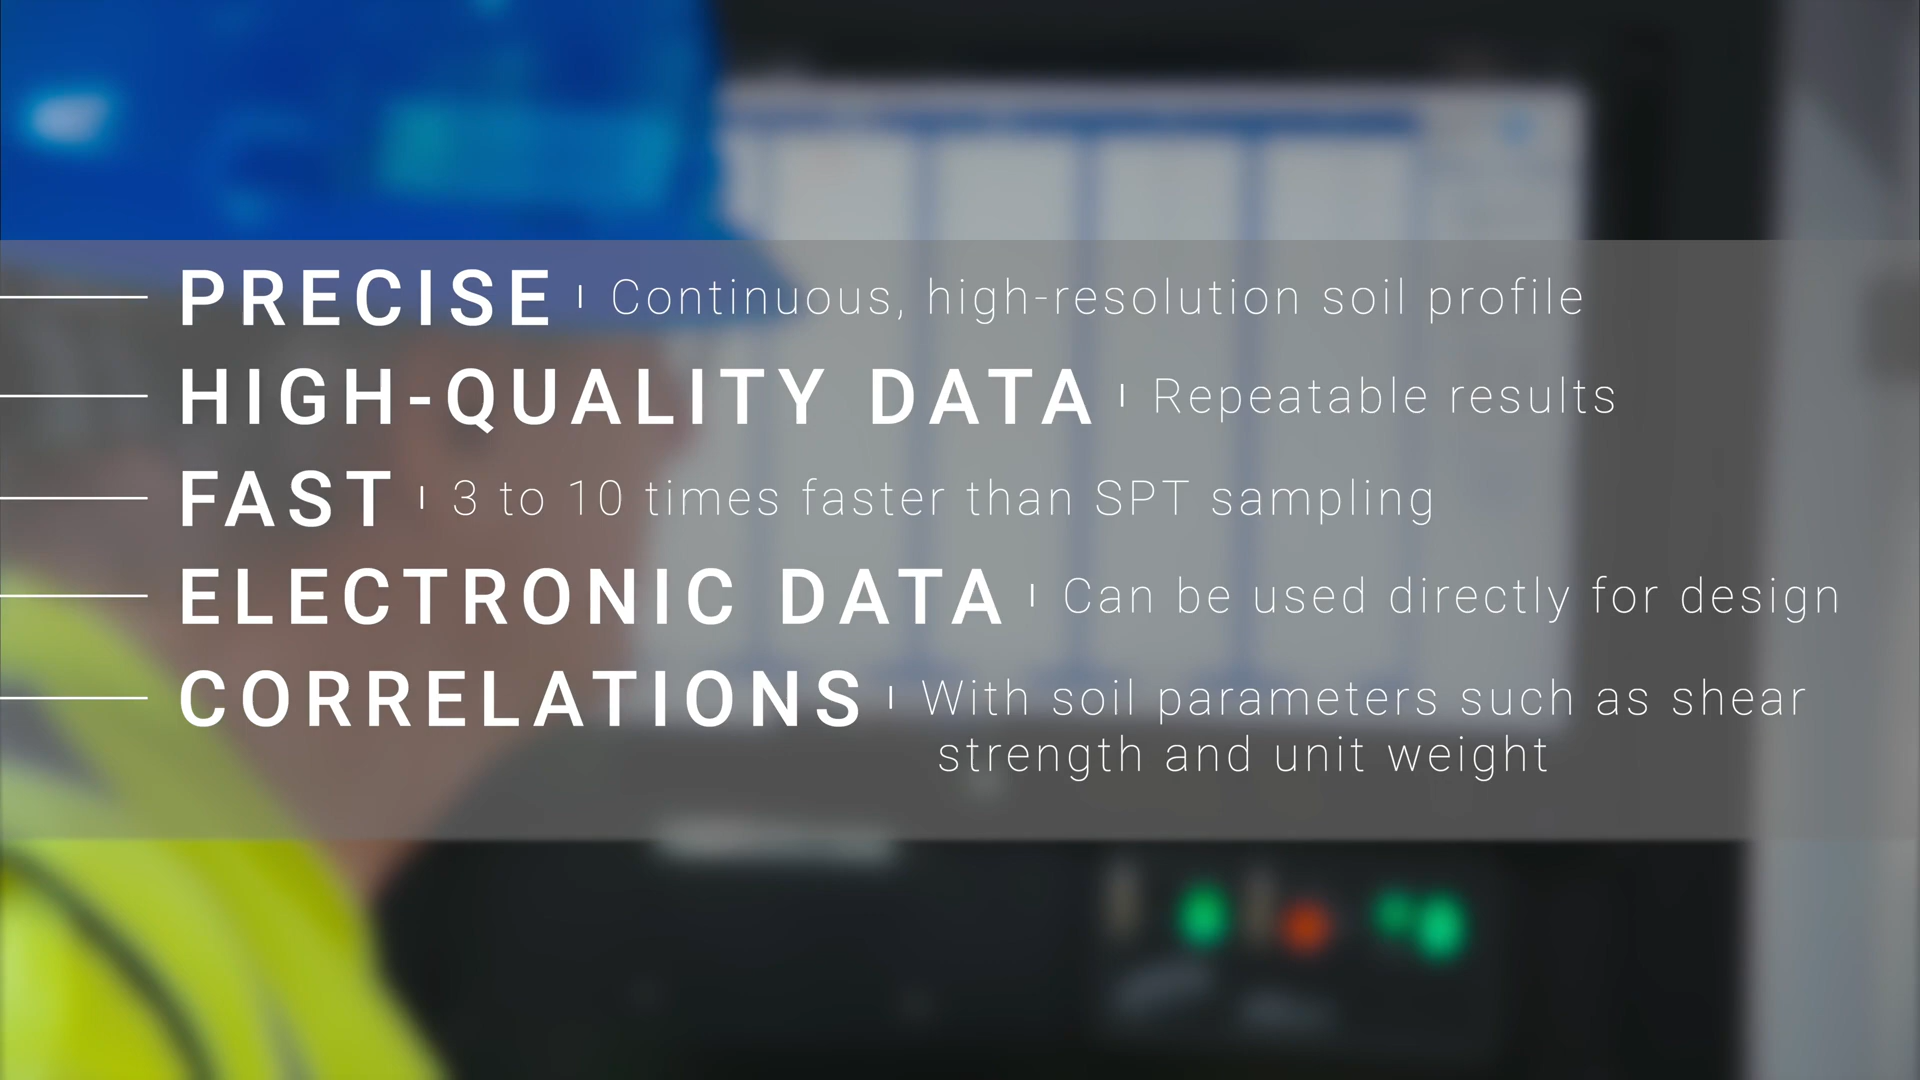 PRECISE | Continuous, high-resolution soil profile
HIGH-QUALITY DATA | Repeatable results
FAST | 3 to 10 times faster than SPT sampling
ELECTRONIC DATA | Can be used directly for design
CORRELATIONS | With soil parameters such as shear
strength and unit weight